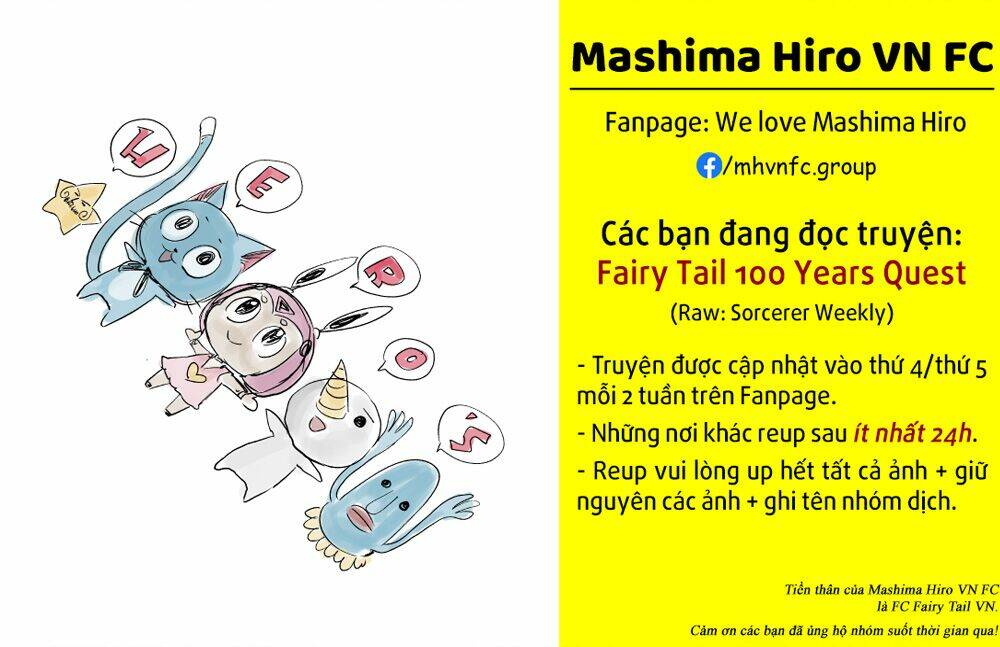 W
E
R
O
'S
Mashima Hiro VN FC
Fanpage: We love Mashima Hiro
/mhvnfc.group
Các bạn đang đọc truyện:
Fairy Tail 100 Years Quest
(Raw: Sorcerer Weekly)
- Truyện được cập nhật vào thứ 4/thứ 5
mỗi 2 tuần trên Fanpage.
- Những nơi khác reup sau ít nhất 24h.
- Reup vui lòng up hết tất cả ảnh + giữ
nguyên các ảnh + ghi tên nhóm dịch.
Tiền thân của Mashima Hiro VN FC
là FC Fairy Tail VN.
Cảm ơn các bạn đã ủng hộ nhóm suốt thời gian qua!